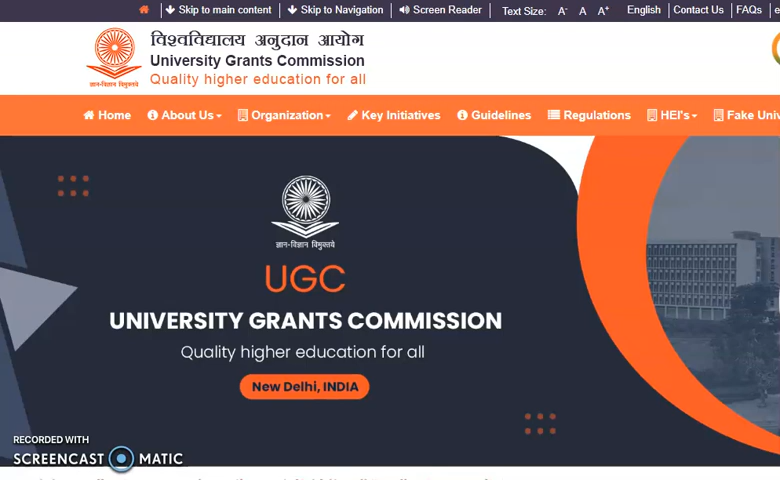 Skip to main content
Skip to Navigation
Screen Reader
Text Size: A- A A+
English
Contact Us
FAQs
विश्वविद्यालय अनुदान आयोग
University Grants Commission
Quality higher education for all
ज्ञान-विज्ञान विमुक्तये
Home
About Us
Organization
Key Initiatives
Guidelines
Regulations
HEI's
Fake
ज्ञान-विज्ञान विमुक्तये
UGC
UNIVERSITY GRANTS COMMISSION
Quality higher education for all
New Delhi, INDIA
RECORDED WITH
SCREENCAST MATIC